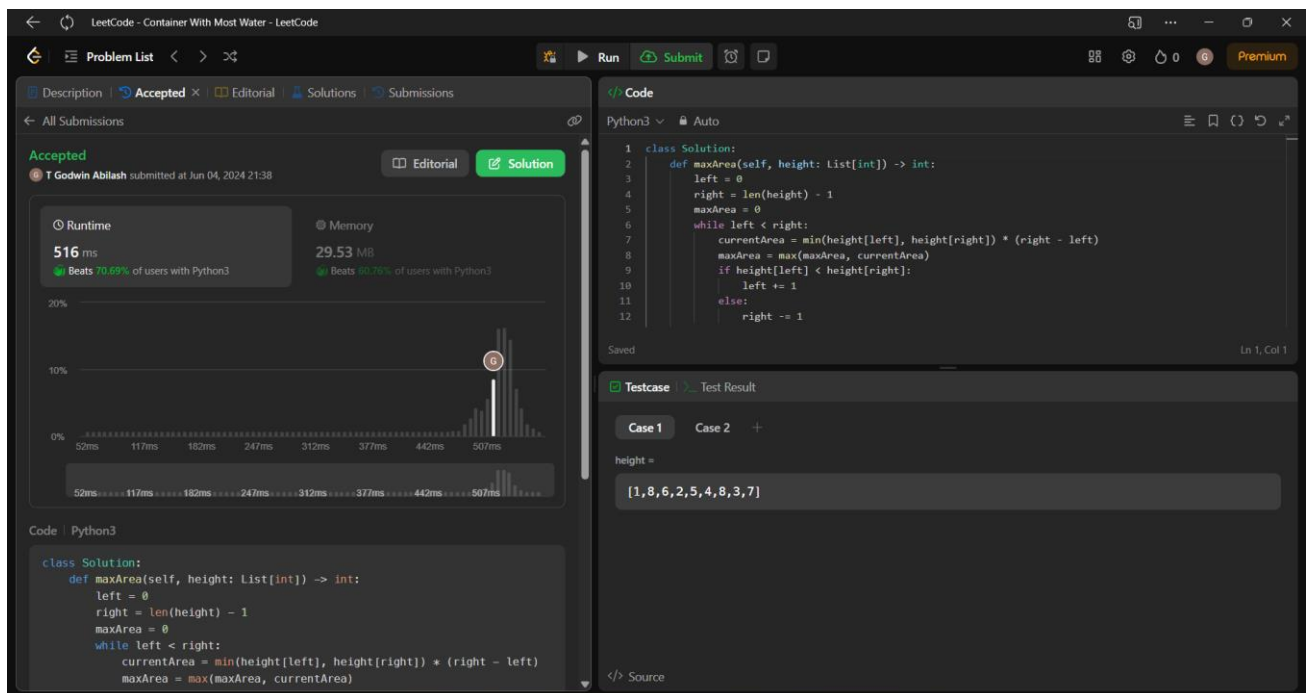 LeetCode - Container With Most Water - LeetCode
Problem List
Run
Submit
0
G
Premium
Description
Accepted
Editorial
Solutions
Submissions
All Submissions
Accepted
G T Godwin Abilash submitted at Jun 04, 2024 21:38
Editorial
Solution
Runtime
516 ms
Beats 70.69% of users with Python3
Memory
29.53 MB
Beats 60.76% of users with Python3
20%
10%
0%
G
52ms 117ms 182ms 247ms 312ms 377ms 442ms 507ms
52ms 117ms 182ms 247ms 312ms 377ms 442ms 507ms
Code | Python3
class Solution:
def maxArea(self, height: List[int]) -> int:
left = 0
right = len(height) - 1
maxArea = 0
while left < right:
currentArea = min(height[left], height[right]) * (right - left)
maxArea = max(maxArea, currentArea)
</> Code
Python3 Auto
1 class Solution:
2 def maxArea(self, height: List[int]) -> int:
3 left = 0
4 right = len(height) - 1
5 maxArea = 0
6 while left < right:
7 currentArea = min(height[left], height[right]) * (right - left)
8 maxArea = max(maxArea, currentArea)
9 if height[left] < height[right]:
10 left += 1
11 else:
12 right -= 1
Saved
Ln 1, Col 1
Testcase
>_ Test Result
Case 1 Case 2 +
height =
[1,8,6,2,5,4,8,3,7]
</> Source